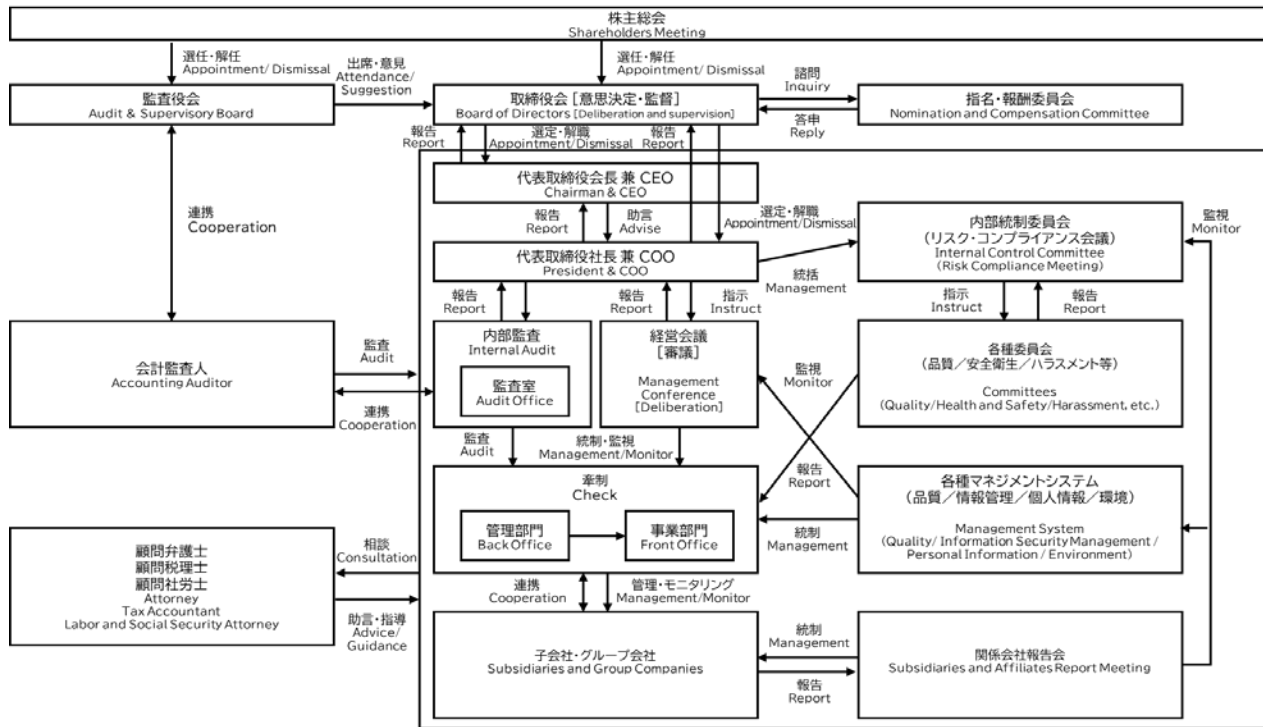 株主総会
Shareholders Meeting
選任・解任
Appointment/ Dismissal
出席・意見
Attendance/
Suggestion
選任・解任
Appointment/ Dismissal
監査役会
Audit & Supervisory Board
取締役会 [意思決定・監督]
Board of Directors [Deliberation and supervision]
諮問
Inquiry
答申
Reply
指名・報酬委員会
Nomination and Compensation Committee
報告
Report
選定・解職
Appointment/Dismissal
報告
Report
代表取締役会長 兼 CEO
Chairman & CEO
連携
Cooperation
報告
Report
助言
Advise
選定・解職
Appointment/Dismissal
内部統制委員会
(リスク・コンプライアンス会議)
Internal Control Committee
(Risk Compliance Meeting)
監視
Monitor
代表取締役社長 兼 COO
President & COO
統括
Management
報告
Report
報告
Report
指示
Instruct
指示
Instruct
報告
Report
会計監査人
Accounting Auditor
監査
Audit
連携
Cooperation
内部監査
Internal Audit
監査室
Audit Office
経営会議
[審議]
Management
Conference
[Deliberation]
監視
Monitor
各種委員会
(品質/安全衛生/ハラスメント等)
Committees
(Quality/Health and Safety/Harassment, etc.)
監査
Audit
統制・監視
Management/Monitor
牽制
Check
管理部門
Back Office
事業部門
Front Office
報告
Report
統制
Management
各種マネジメントシステム
(品質/情報管理/個人情報/環境)
Management System
(Quality/ Information Security Management /
Personal Information / Environment)
顧問弁護士
顧問税理士
顧問社労士
Attorney
Tax Accountant
Labor and Social Security Attorney
相談
Consultation
助言・指導
Advice/
Guidance
連携
Cooperation
管理・モニタリング
Management/Monitor
子会社・グループ会社
Subsidiaries and Group Companies
統制
Management
報告
Report
関係会社報告会
Subsidiaries and Affiliates Report Meeting